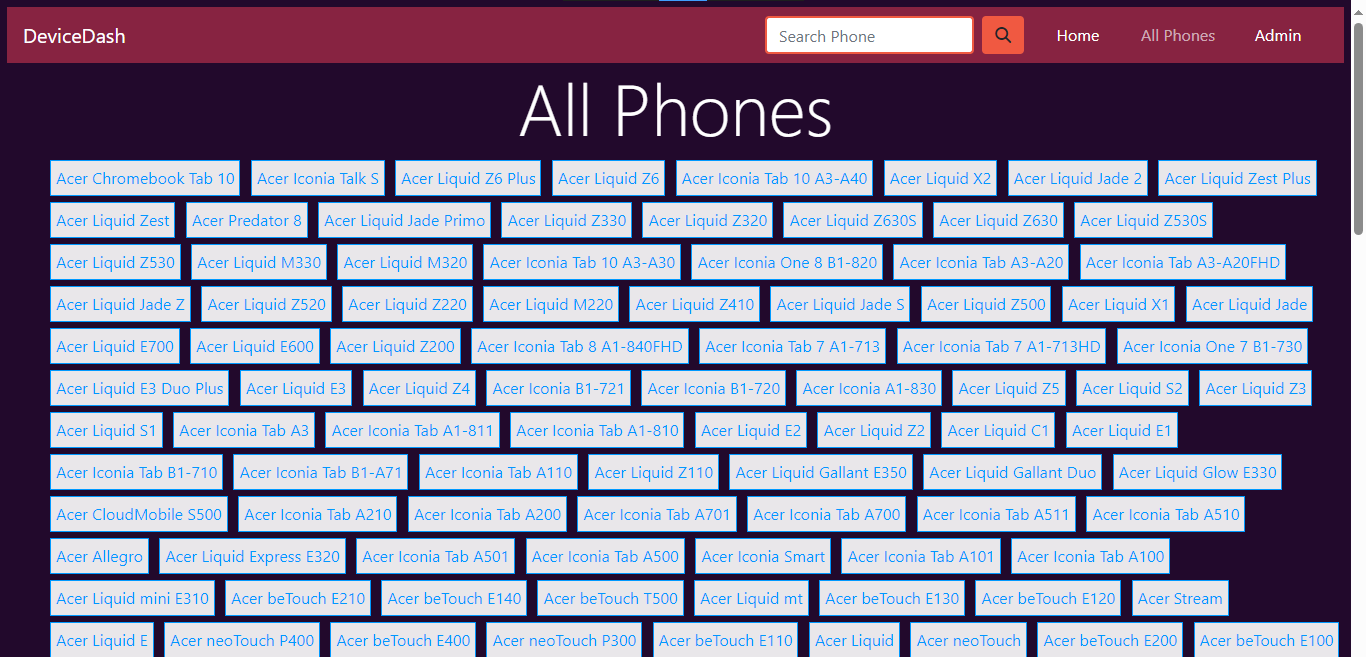 DeviceDash Search Phone Home All Phones Admin
All Phones
Acer Chromebook Tab 10 Acer Iconia Talk S Acer Liquid Z6 Plus Acer Liquid Z6 Acer Iconia Tab 10 A3-A40 Acer Liquid X2 Acer Liquid Jade 2 Acer Liquid Zest Plus
Acer Liquid Zest Acer Predator 8 Acer Liquid Jade Primo Acer Liquid Z330 Acer Liquid Z320 Acer Liquid Z630S Acer Liquid Z630 Acer Liquid Z530S
Acer Liquid Z530 Acer Liquid M330 Acer Liquid M320 Acer Iconia Tab 10 A3-A30 Acer Iconia One 8 B1-820 Acer Iconia Tab A3-A20 Acer Iconia Tab A3-A20FHD
Acer Liquid Jade Z Acer Liquid Z520 Acer Liquid Z220 Acer Liquid M220 Acer Liquid Z410 Acer Liquid Jade S Acer Liquid Z500 Acer Liquid X1 Acer Liquid Jade
Acer Liquid E700 Acer Liquid E600 Acer Liquid Z200 Acer Iconia Tab 8 A1-840FHD Acer Iconia Tab 7 A1-713 Acer Iconia Tab 7 A1-713HD Acer Iconia One 7 B1-730
Acer Liquid E3 Duo Plus Acer Liquid E3 Acer Liquid Z4 Acer Iconia B1-721 Acer Iconia B1-720 Acer Iconia A1-830 Acer Liquid Z5 Acer Liquid S2 Acer Liquid Z3
Acer Liquid S1 Acer Iconia Tab A3 Acer Iconia Tab A1-811 Acer Iconia Tab A1-810 Acer Liquid E2 Acer Liquid Z2 Acer Liquid C1 Acer Liquid E1
Acer Iconia Tab B1-710 Acer Iconia Tab B1-A71 Acer Iconia Tab A110 Acer Liquid Z110 Acer Liquid Gallant E350 Acer Liquid Gallant Duo Acer Liquid Glow E330
Acer CloudMobile S500 Acer Iconia Tab A210 Acer Iconia Tab A200 Acer Iconia Tab A701 Acer Iconia Tab A700 Acer Iconia Tab A511 Acer Iconia Tab A510
Acer Allegro Acer Liquid Express E320 Acer Iconia Tab A501 Acer Iconia Tab A500 Acer Iconia Smart Acer Iconia Tab A101 Acer Iconia Tab A100
Acer Liquid mini E310 Acer beTouch E210 Acer beTouch E140 Acer beTouch T500 Acer Liquid mt Acer beTouch E130 Acer beTouch E120 Acer Stream
Acer Liquid E Acer neoTouch P400 Acer beTouch E400 Acer neoTouch P300 Acer beTouch E110 Acer Liquid Acer neoTouch Acer beTouch E200 Acer beTouch E100